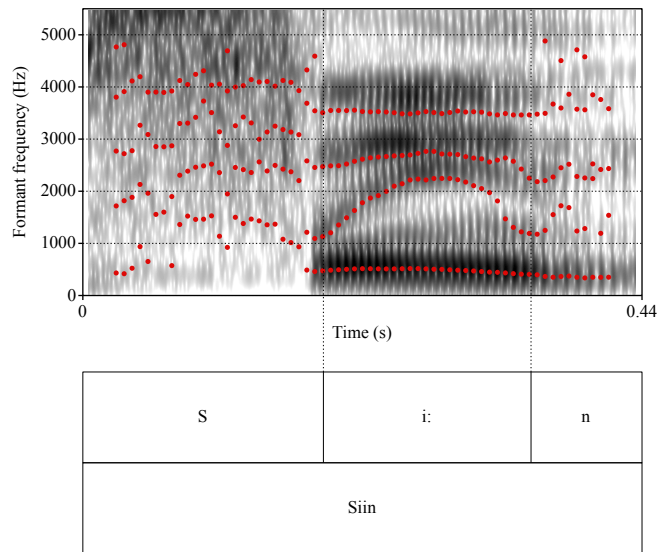 Formant frequency (Hz)
5000
4000
3000
2000
1000
0
0
0.44
Time (s)
S
i:
n
Siin